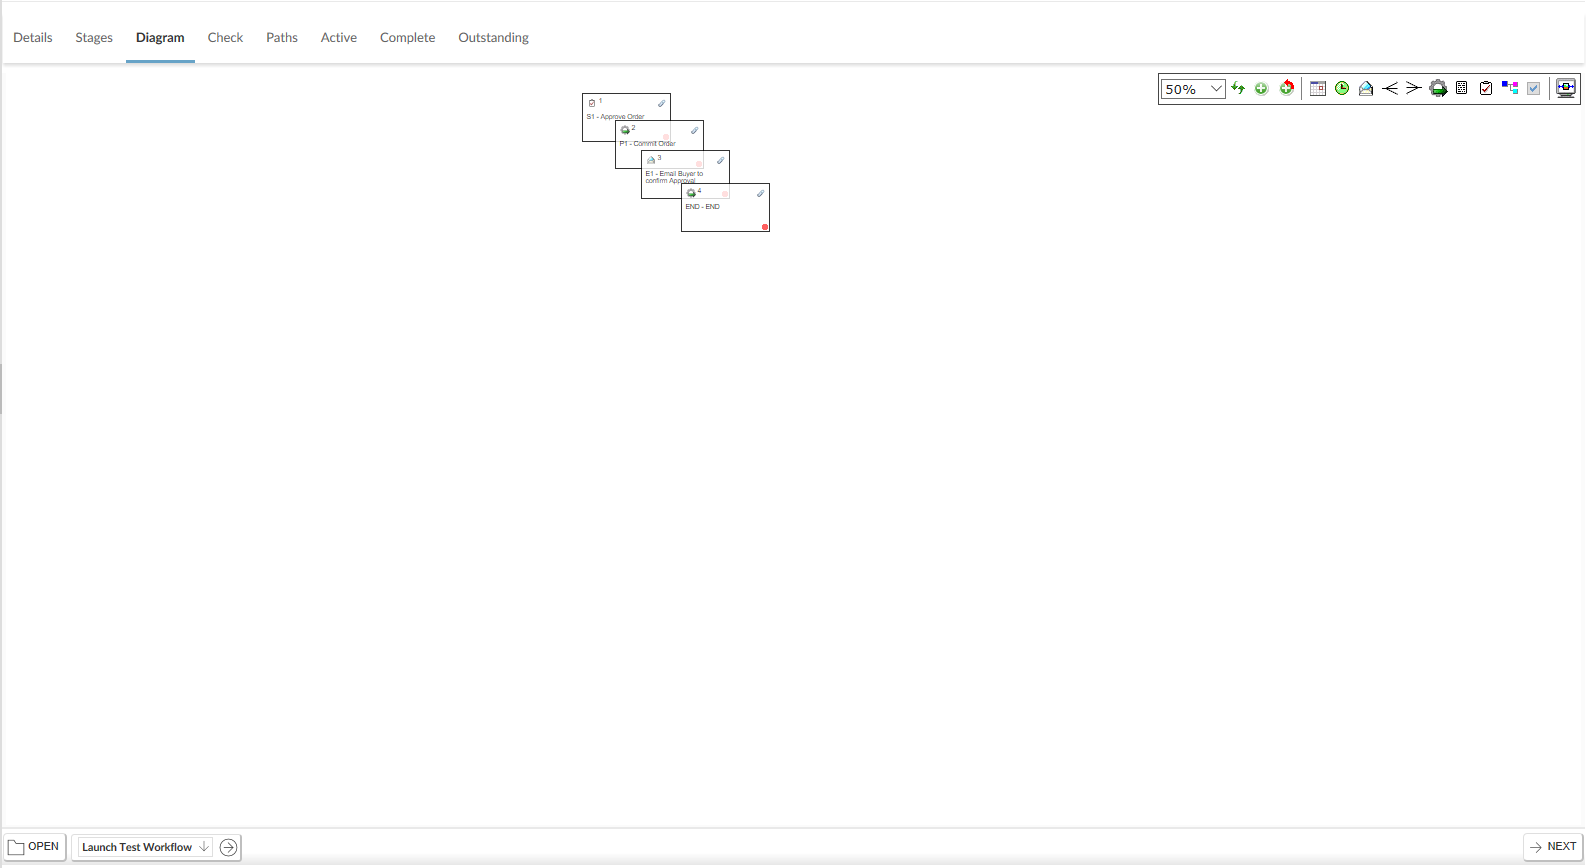 Details Stages Diagram Check Paths Active Complete Outstanding
50%
1
S1 - Approve Order
2
P1 - Commit Order
3
E1 - Email Buyer to
confirm Approval
4
END - END
OPEN Launch Test Workflow NEXT